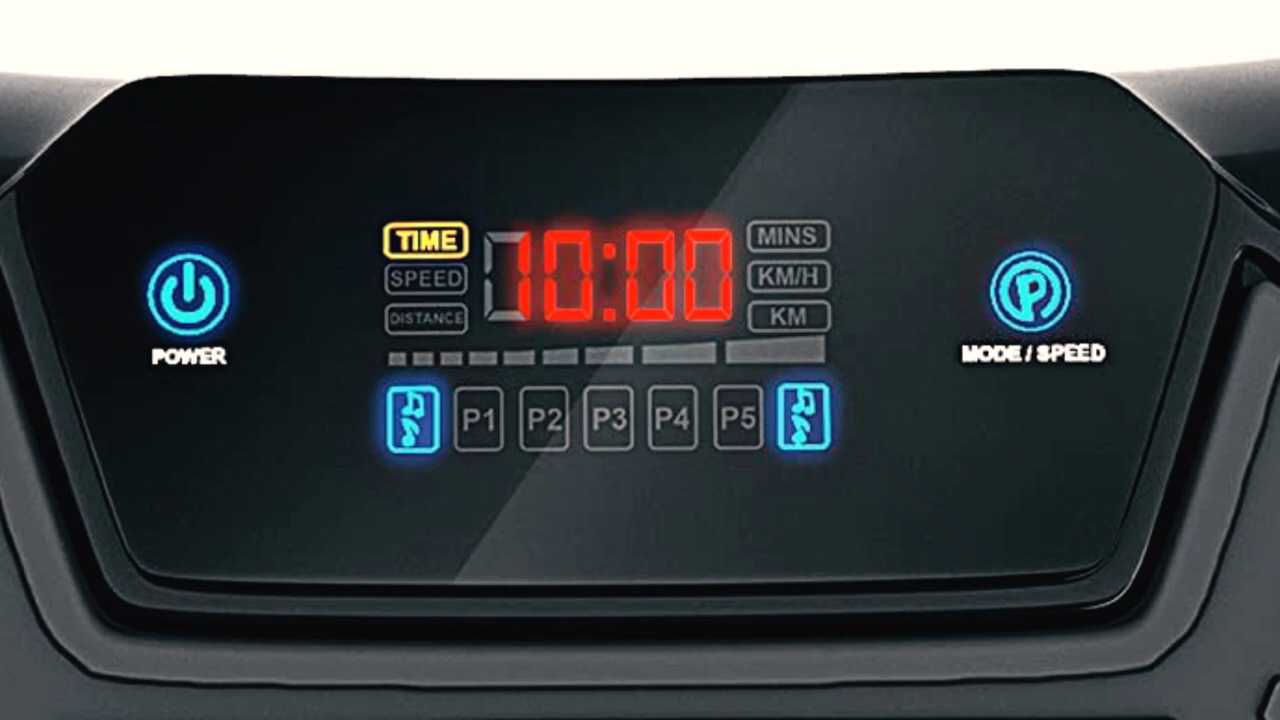 TIME
SPEED
DISTANCE
10:00
MINS
KM/H
KM
POWER
MODE / SPEED
P1 P2 P3 P4 P5